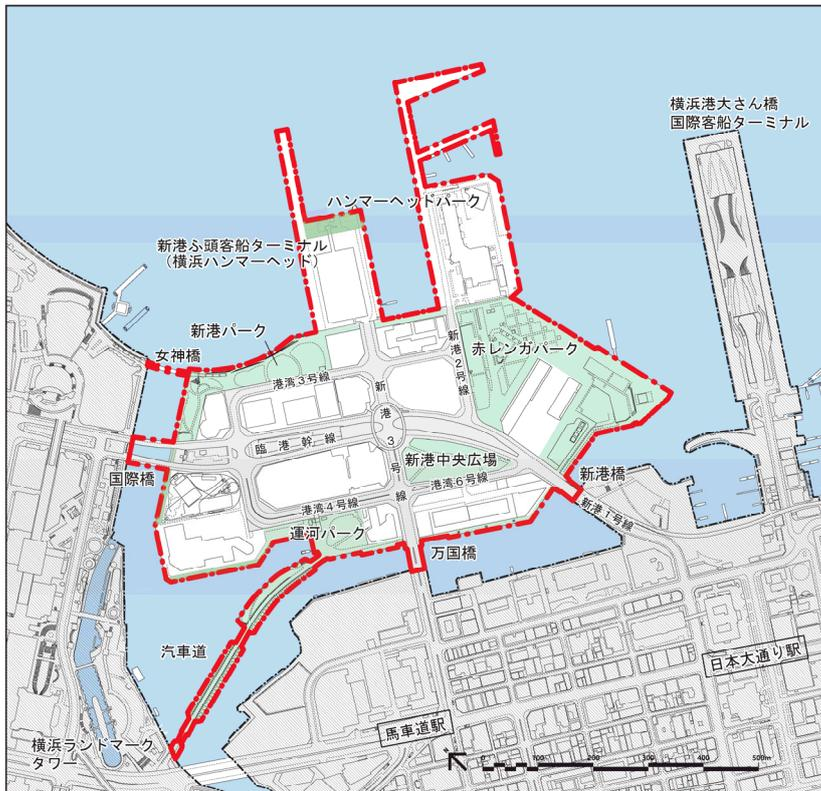 横浜港大さん橋
国際客船ターミナル
ハンマーヘッドパーク
新港ふ頭客船ターミナル
（横浜ハンマーヘッド）
新港パーク
女神橋
港湾3号線
新港2号線
赤レンガパーク
新港3号線
臨港幹線
国際橋
新港中央広場
港湾6号線
新港橋
新港1号線
港湾4号線
運河パーク
万国橋
汽車道
日本大通り駅
馬車道駅
横浜ランドマーク
タワー
0 100 200 300 400 500m